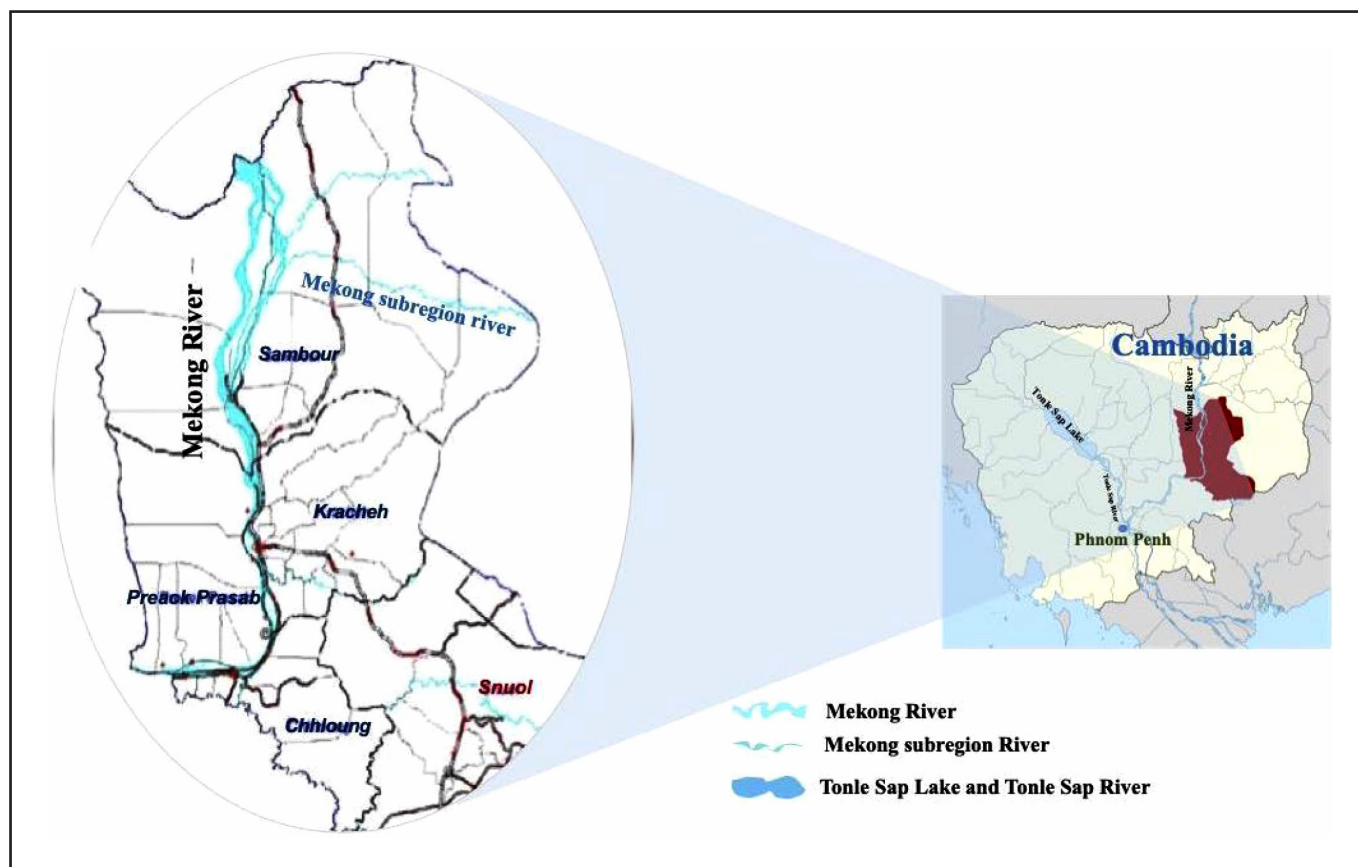 Mekong River
Mekong subregion river
Sambour
Kracheh
Preaok Prasab
Snuol
Chhloung
Cambodia
Mekong River
Tonle Sap Lake
Tonle Sap River
Phnom Penh
Mekong River
Mekong subregion River
Tonle Sap Lake and Tonle Sap River